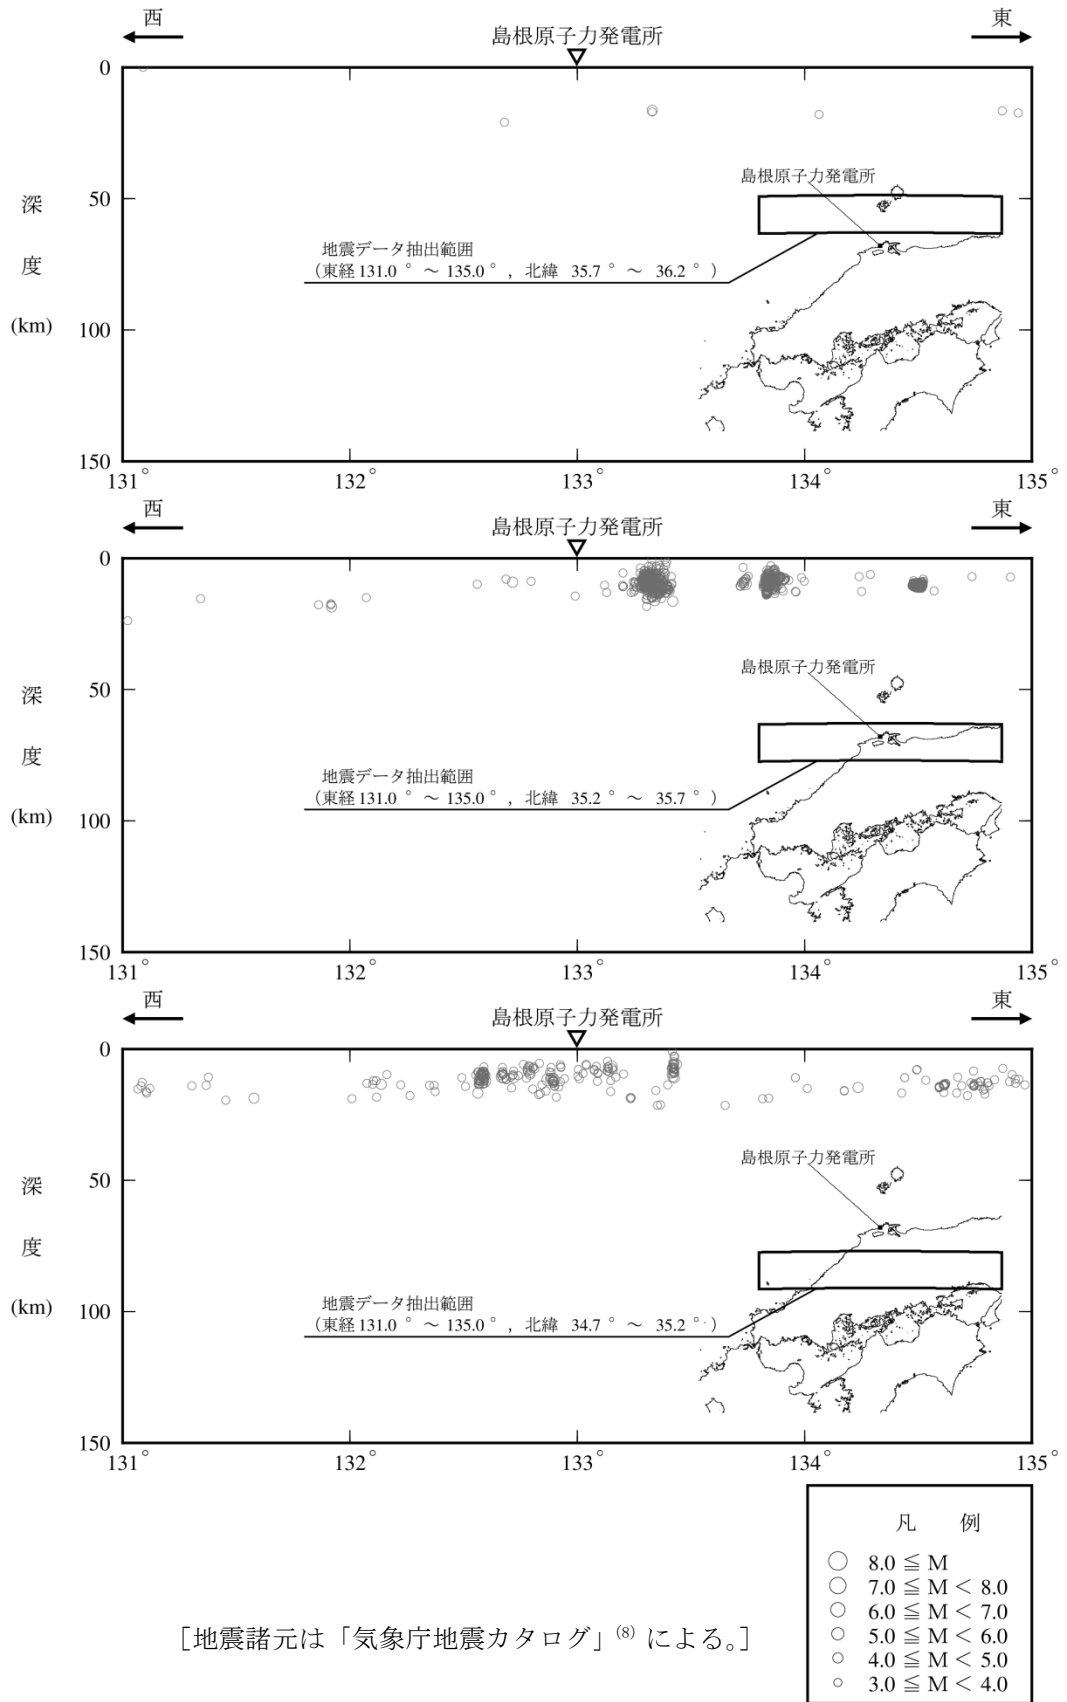 西
島根原子力発電所
東
0
50
100
150
深
度
(km)
島根原子力発電所
地震データ抽出範囲
(東経131.0 ° ～ 135.0 ° , 北緯 35.7 ° ～ 36.2 ° )
131° 132° 133° 134° 135°
西
島根原子力発電所
東
0
50
100
150
深
度
(km)
島根原子力発電所
地震データ抽出範囲
(東経131.0 ° ～ 135.0 ° , 北緯 35.2 ° ～ 35.7 ° )
131° 132° 133° 134° 135°
西
島根原子力発電所
東
0
50
100
150
深
度
(km)
島根原子力発電所
地震データ抽出範囲
(東経131.0 ° ～ 135.0 ° , 北緯 34.7 ° ～ 35.2 ° )
131° 132° 133° 134° 135°
凡 例
8.0 ≦ M
7.0 ≦ M < 8.0
6.0 ≦ M < 7.0
5.0 ≦ M < 6.0
4.0 ≦ M < 5.0
3.0 ≦ M < 4.0
［地震諸元は「気象庁地震カタログ」(8) による。］